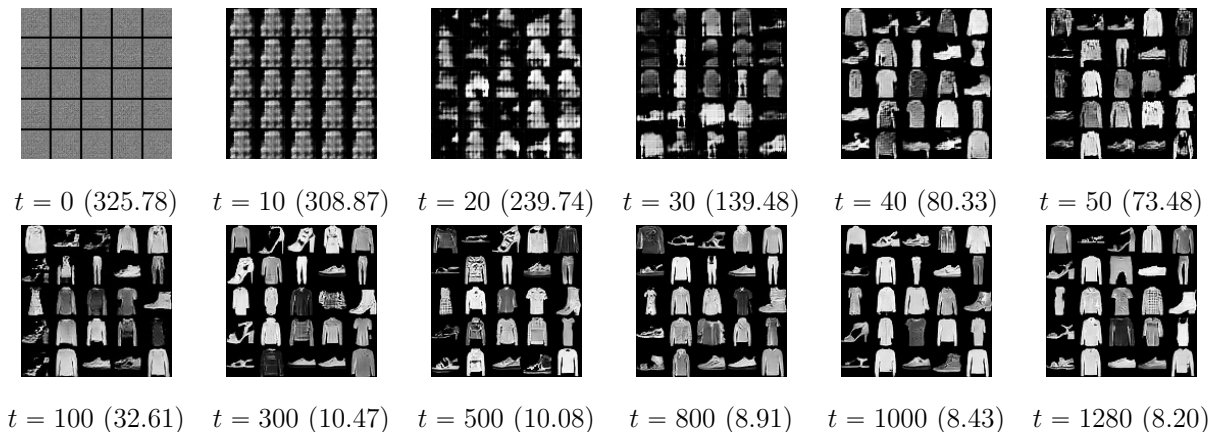 t = 0 (325.78) t = 10 (308.87) t = 20 (239.74) t = 30 (139.48) t = 40 (80.33) t = 50 (73.48)
t = 100 (32.61) t = 300 (10.47) t = 500 (10.08) t = 800 (8.91) t = 1000 (8.43) t = 1280 (8.20)